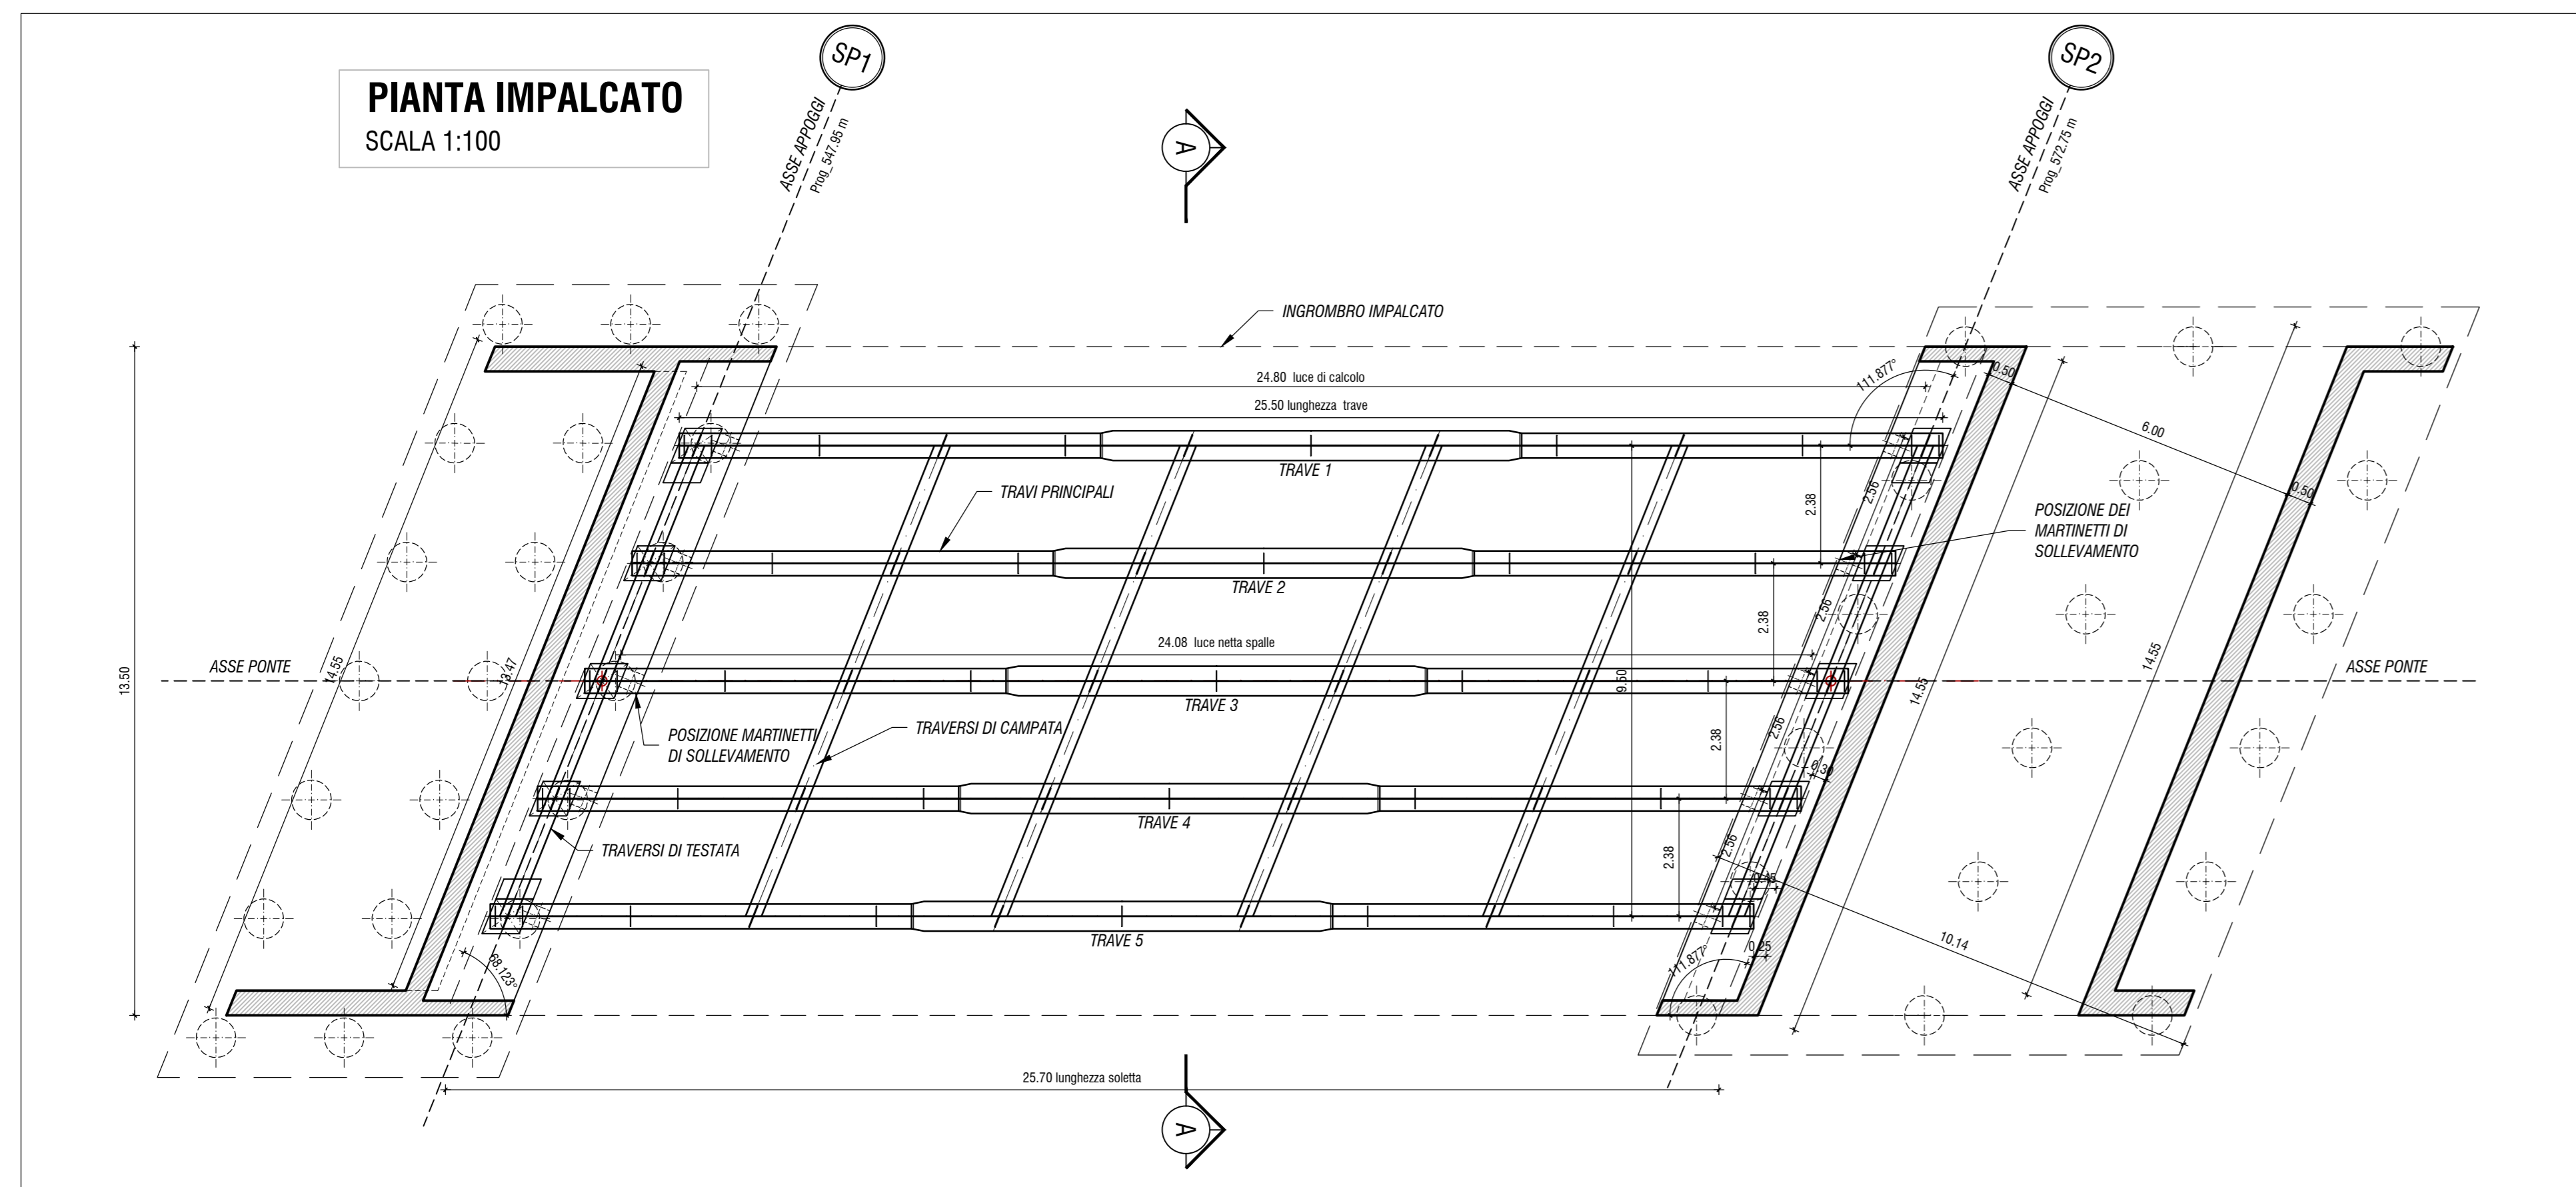 SP1
SP2
PIANTA IMPALCATO
SCALA 1:100
ASSE APPOGGI
Prog_547.95 m
A
ASSE APPOGGI
Prog_572.75 m
INGROMBRO IMPALCATO
24.80 luce di calcolo
111.877°
0.50
25.50 lunghezza trave
6.00
TRAVE 1
TRAVI PRINCIPALI
2.38
2.56
0.50
POSIZIONE DEI
MARTINETTI DI
SOLLEVAMENTO
TRAVE 2
2.38
2.56
24.08 luce netta spalle
13.50
ASSE PONTE
14.55
13.47
9.50
14.55
14.55
ASSE PONTE
TRAVE 3
POSIZIONE MARTINETTI
DI SOLLEVAMENTO
TRAVERSI DI CAMPATA
2.38
2.56
0.30
TRAVE 4
TRAVERSI DI TESTATA
2.38
2.56
0.45
TRAVE 5
0.25
10.14
68.123°
111.877°
25.70 lunghezza soletta
A